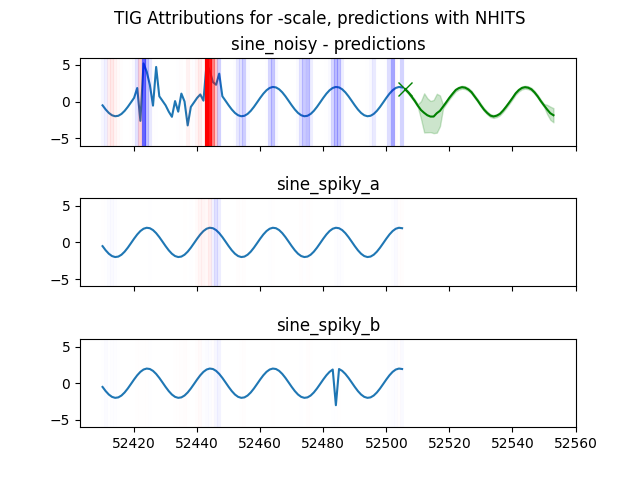 TIG Attributions for -scale, predictions with NHITS
sine_noisy - predictions
5
0
−5
sine_spiky_a
5
0
−5
sine_spiky_b
5
0
−5
52420 52440 52460 52480 52500 52520 52540 52560